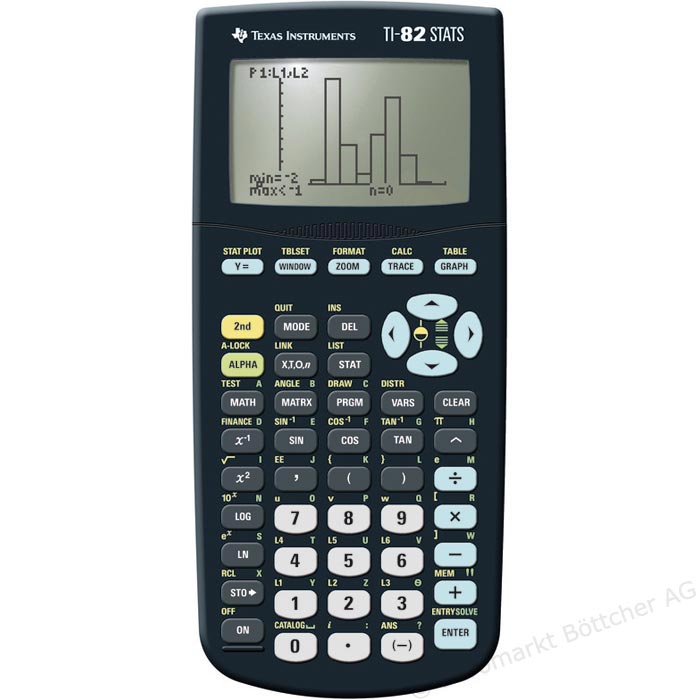 TEXAS INSTRUMENTS TI-82 STATS
P1:L1,L2
min=-2
max<-1 n=0
STAT PLOT TBLSET FORMAT CALC TABLE
Y= WINDOW ZOOM TRACE GRAPH
QUIT INS
2nd MODE DEL
A-LOCK LINK LIST
ALPHA X,T,O,n STAT
TEST A ANGLE B DRAW C DISTR
MATH MATRX PRGM VARS CLEAR
FINANCE D SIN-1 E COS-1 F TAN-1 G π H
x-1 SIN COS TAN ^
√ I EE J { K } L e M
x² , ( ) ÷
10ˣ N u O v P w Q [ R
LOG 7 8 9 ×
eˣ S L4 T L5 U L6 V ] W
LN 4 5 6 −
RCL X L1 Y L2 Z L3 θ MEM "
STO➧ 1 2 3 +
OFF CATALOG ⎵ i : ANS ? ENTRY SOLVE
ON 0 . (−) ENTER
markt Böttcher AG